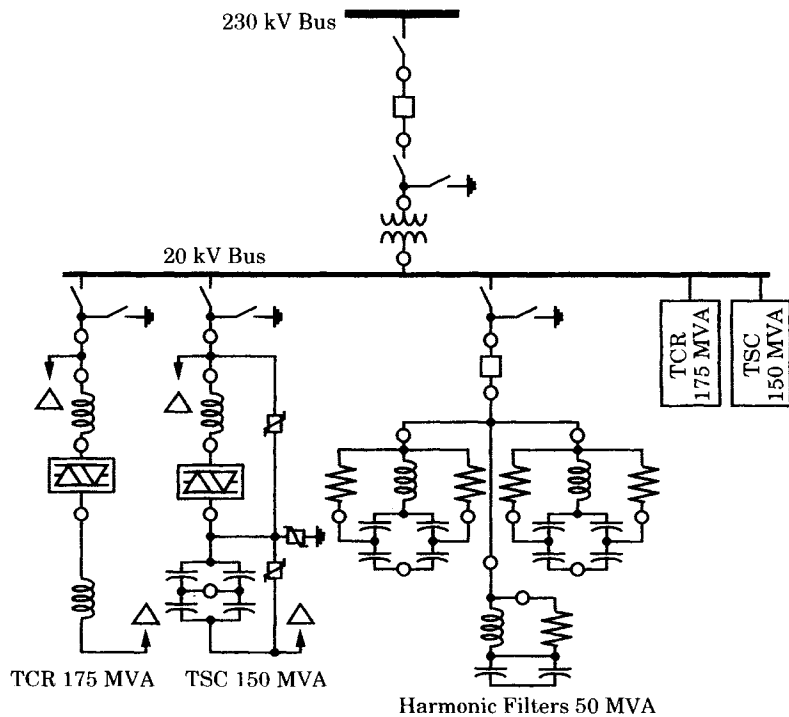 230 kV Bus
20 kV Bus
TCR
175 MVA
TSC
150 MVA
TCR 175 MVA
TSC 150 MVA
Harmonic Filters 50 MVA